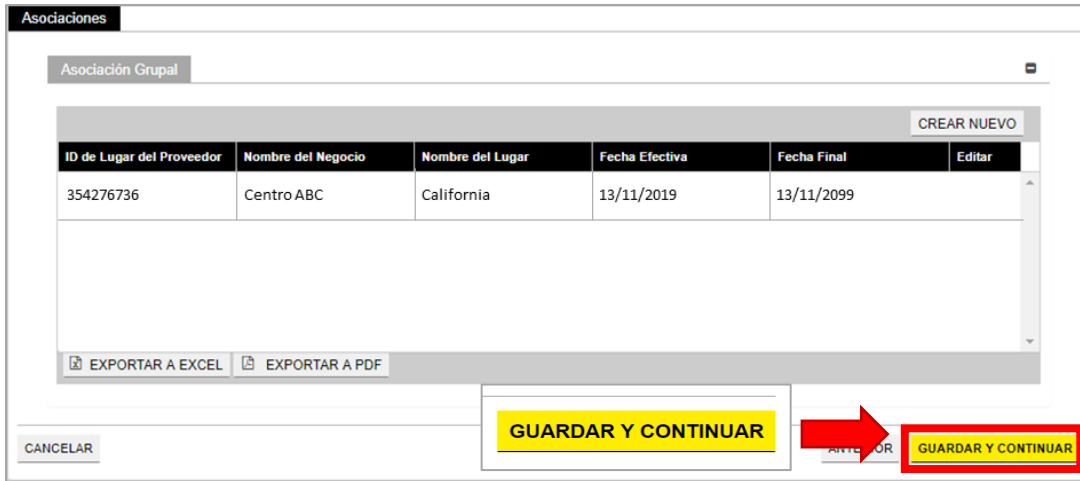 Asociaciones
Asociación Grupal
CREAR NUEVO
ID de Lugar del Proveedor Nombre del Negocio Nombre del Lugar Fecha Efectiva Fecha Final Editar
354276736 Centro ABC California 13/11/2019 13/11/2099
EXPORTAR A EXCEL EXPORTAR A PDF
GUARDAR Y CONTINUAR
CANCELAR GUARDAR Y CONTINUAR